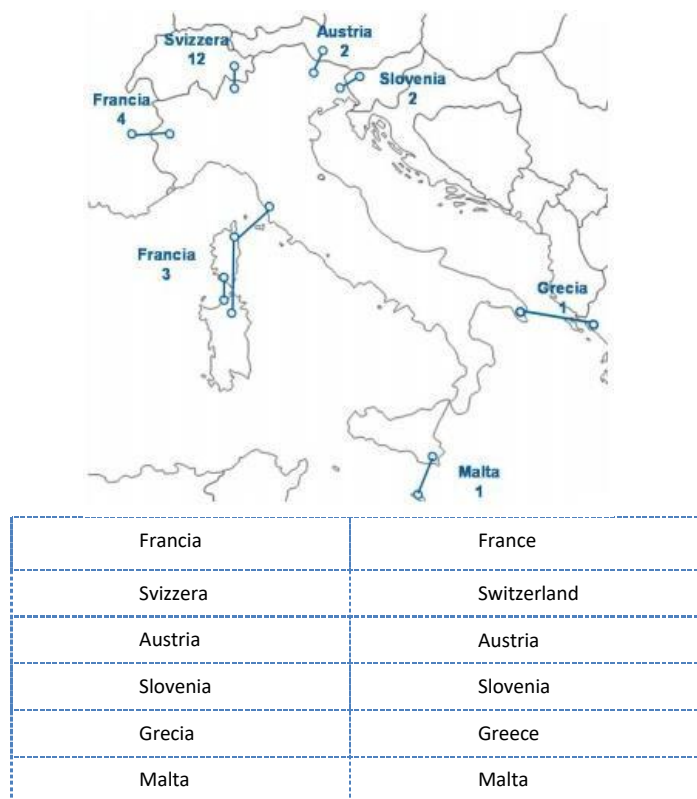 Austria
2
Svizzera
12
Slovenia
2
Francia
4
Francia
3
Grecia
1
Malta
1
Francia France
Svizzera Switzerland
Austria Austria
Slovenia Slovenia
Grecia Greece
Malta Malta